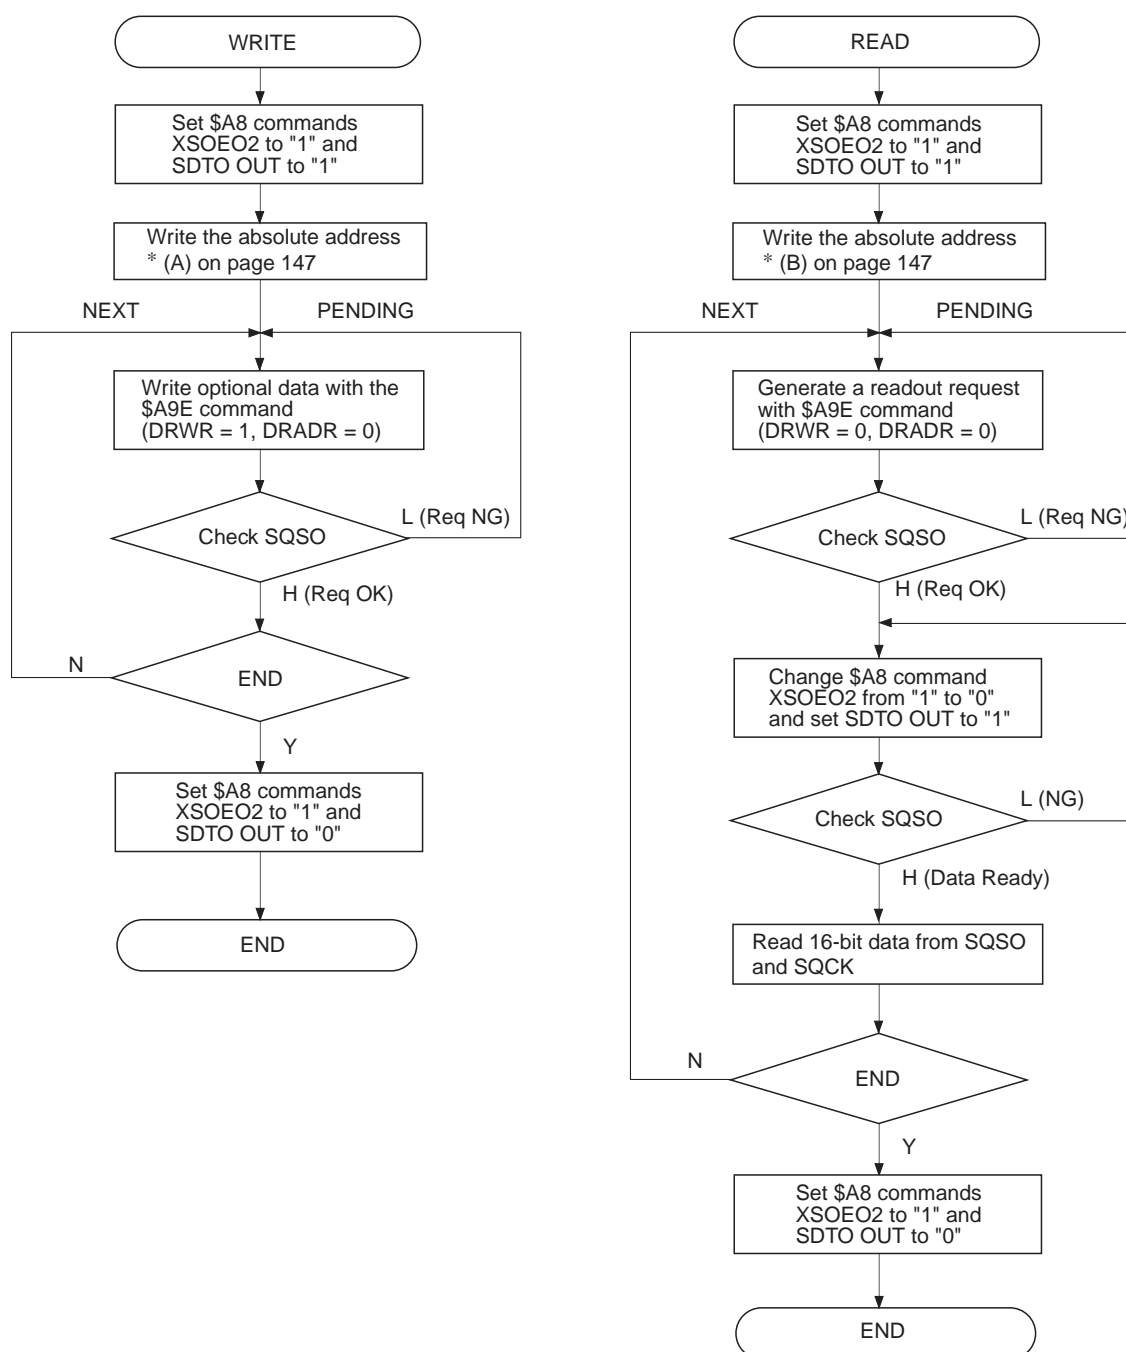 WRITE
Set $A8 commands
XSOEO2 to "1" and
SDTO OUT to "1"
Write the absolute address
* (A) on page 147
NEXT
PENDING
Write optional data with the
$A9E command
(DRWR = 1, DRADR = 0)
Check SQSO
L (Req NG)
H (Req OK)
END
N
Y
Set $A8 commands
XSOEO2 to "1" and
SDTO OUT to "0"
END
READ
Set $A8 commands
XSOEO2 to "1" and
SDTO OUT to "1"
Write the absolute address
* (B) on page 147
NEXT
PENDING
Generate a readout request
with $A9E command
(DRWR = 0, DRADR = 0)
Check SQSO
L (Req NG)
H (Req OK)
Change $A8 command
XSOEO2 from "1" to "0"
and set SDTO OUT to "1"
Check SQSO
L (NG)
H (Data Ready)
Read 16-bit data from SQSO
and SQCK
END
N
Y
Set $A8 commands
XSOEO2 to "1" and
SDTO OUT to "0"
END